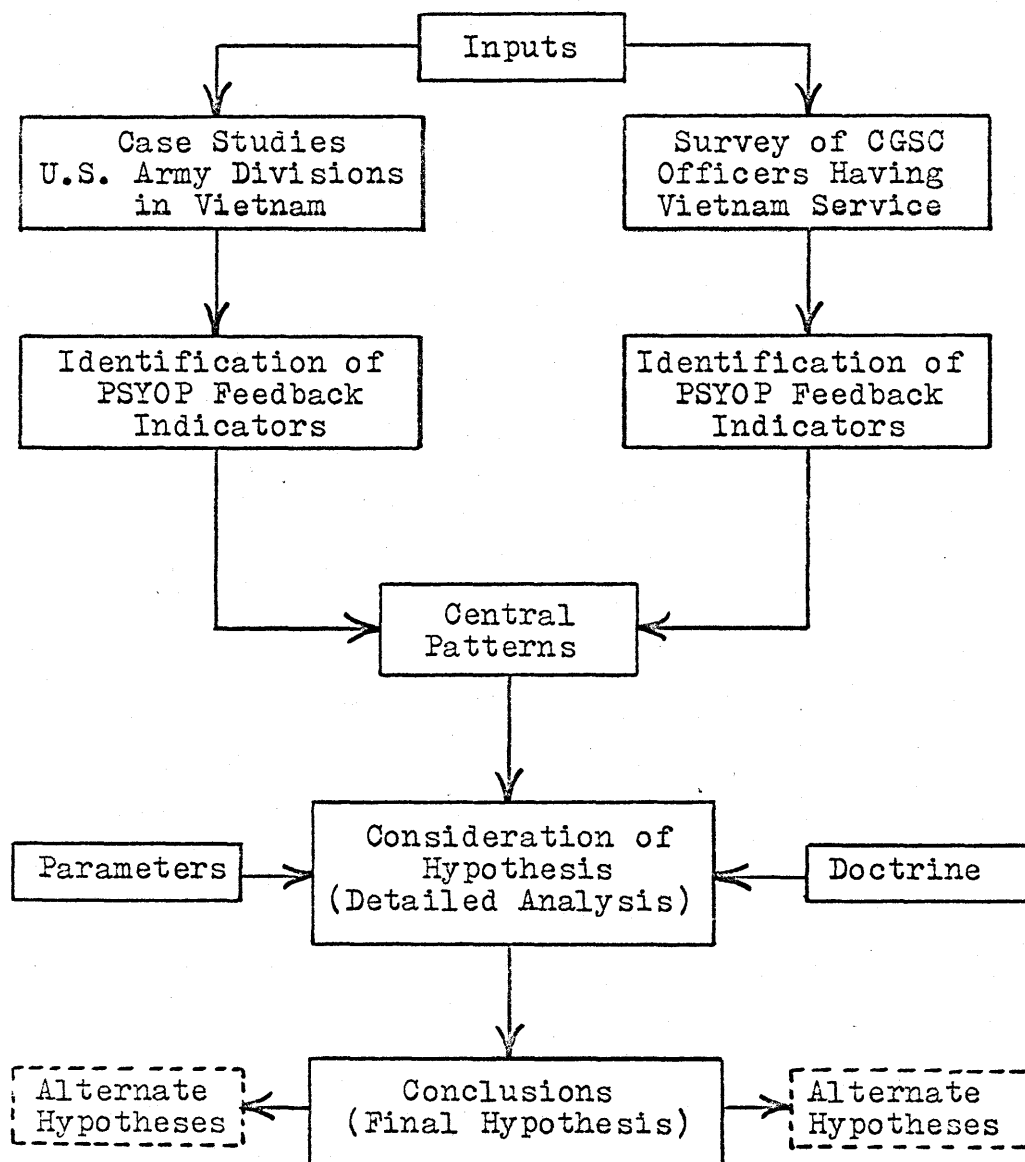 Inputs
Case Studies
U.S. Army Divisions
in Vietnam
Survey of CGSC
Officers Having
Vietnam Service
Identification of
PSYOP Feedback
Indicators
Identification of
PSYOP Feedback
Indicators
Central
Patterns
Parameters
Consideration of
Hypothesis
(Detailed Analysis)
Doctrine
Alternate
Hypotheses
Conclusions
(Final Hypothesis)
Alternate
Hypotheses